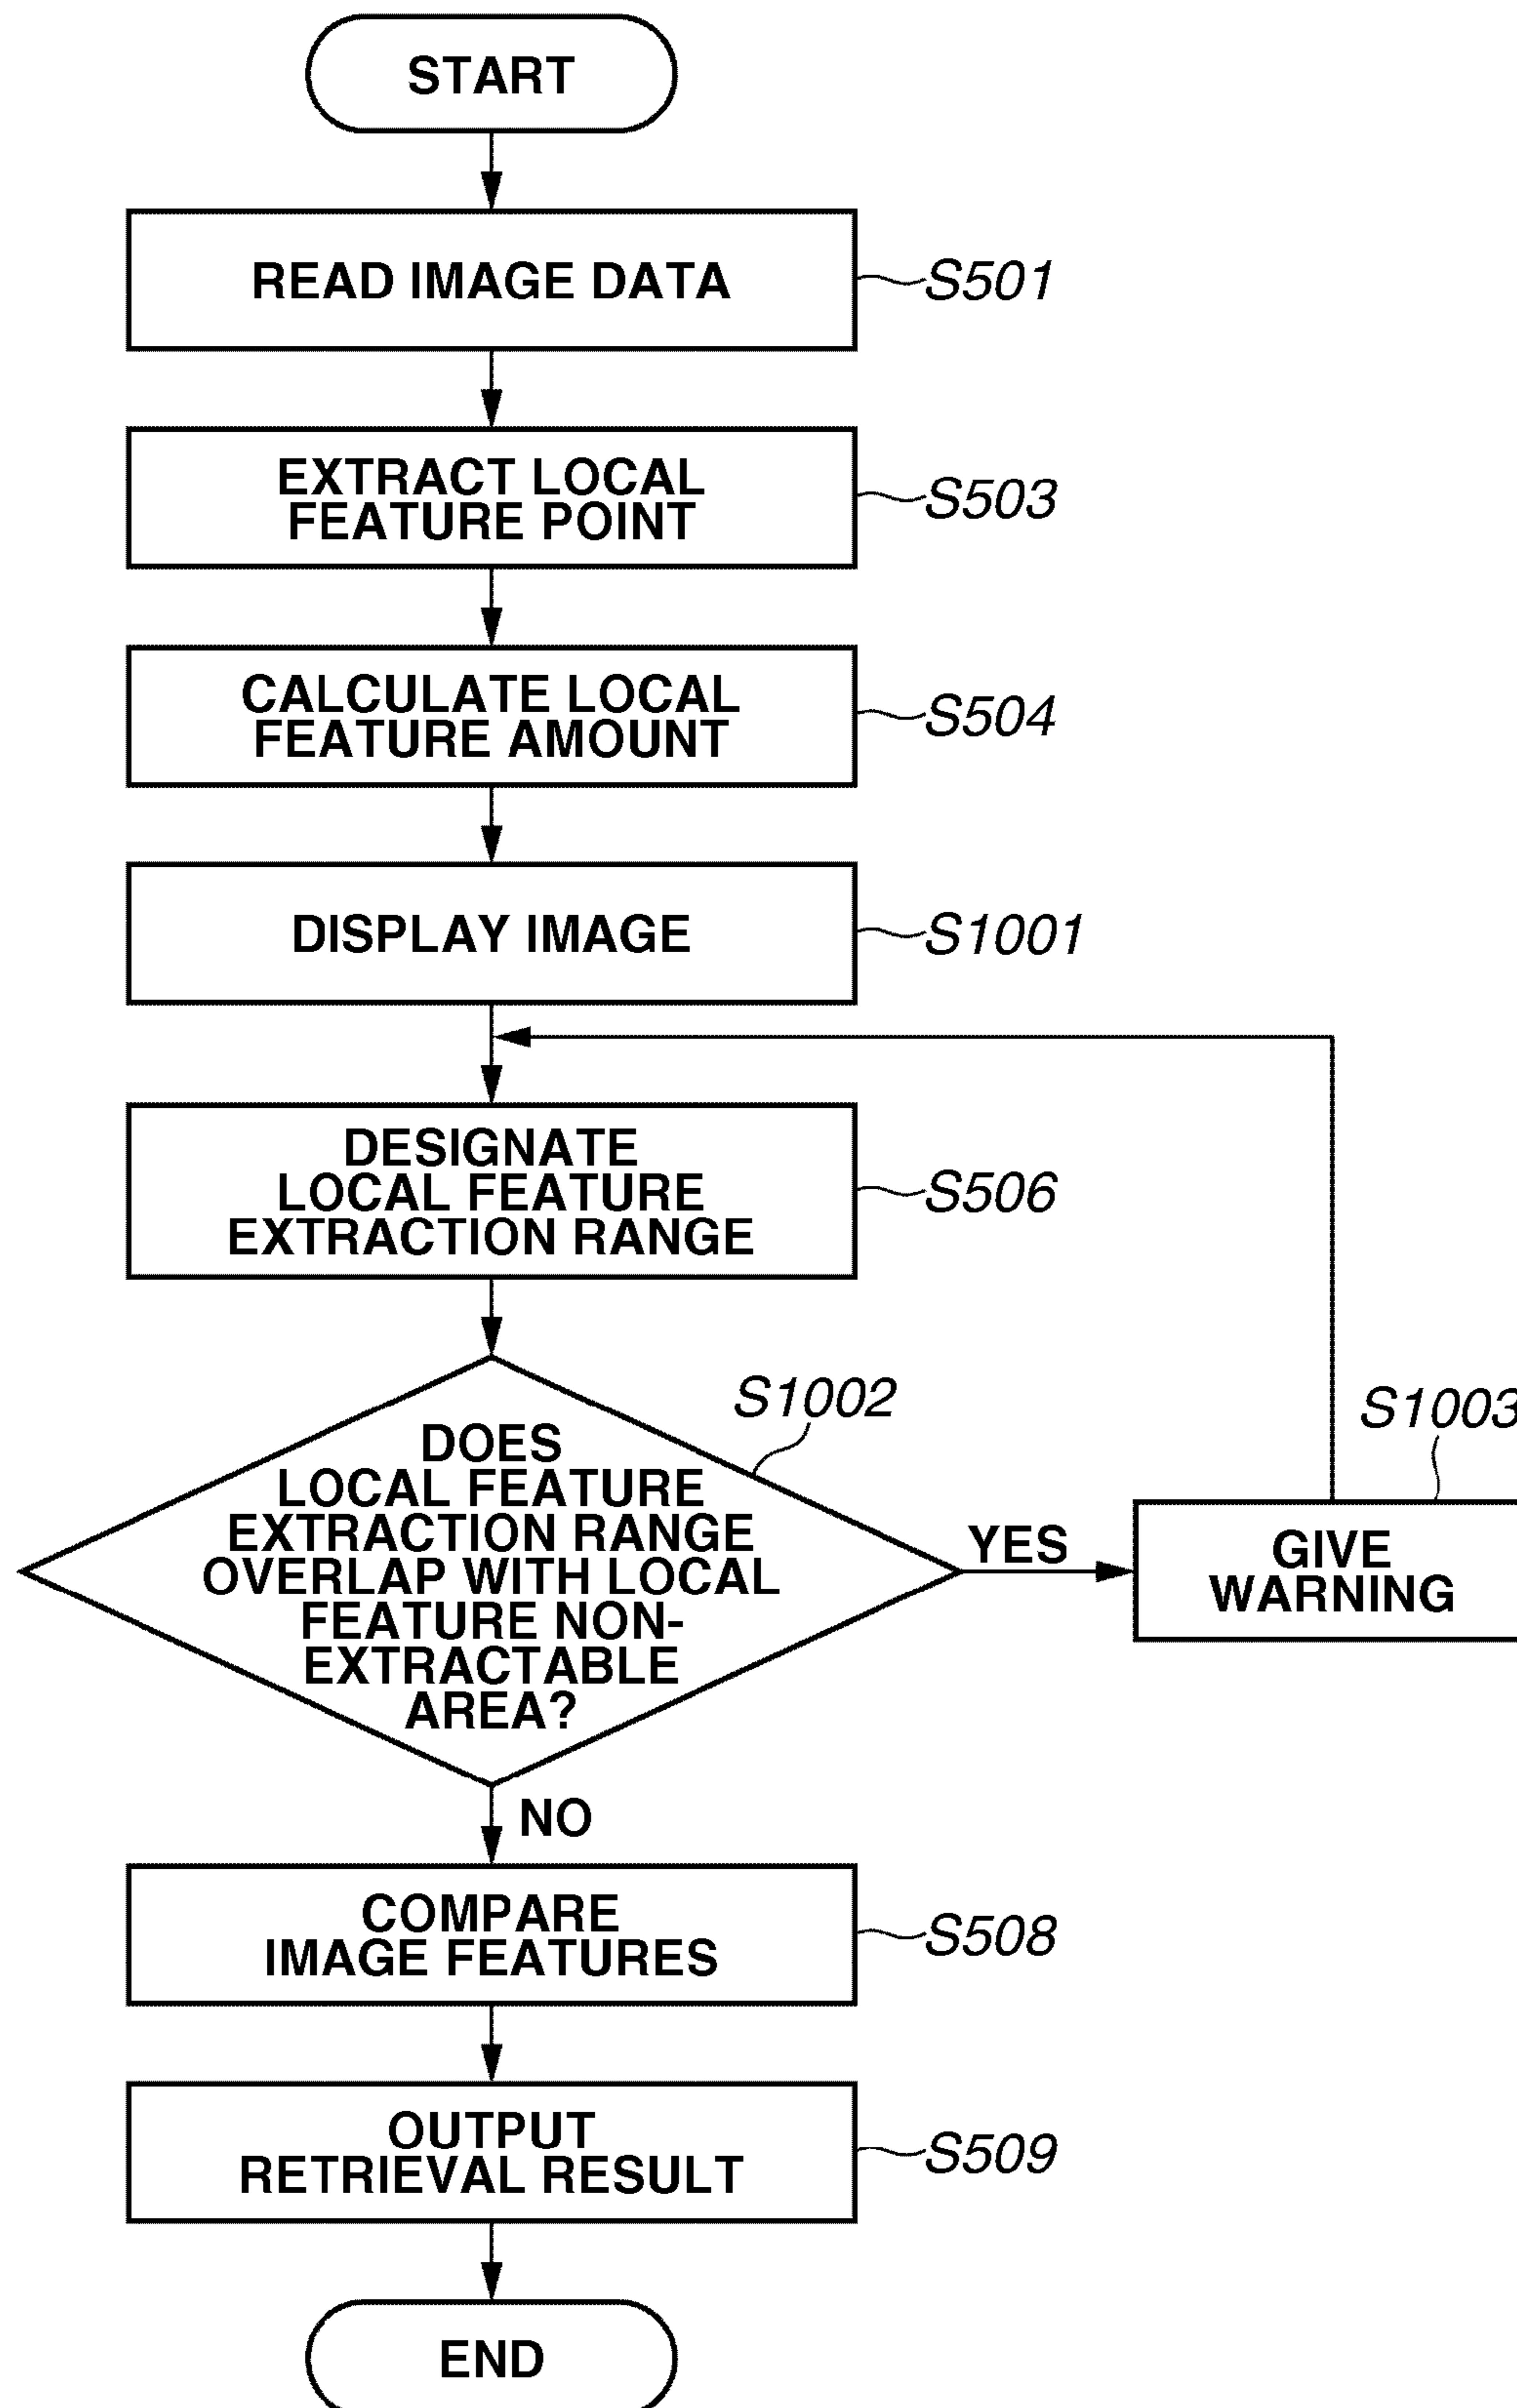 START
READ IMAGE DATA
S501
EXTRACT LOCAL
FEATURE POINT
S503
CALCULATE LOCAL
FEATURE AMOUNT
S504
DISPLAY IMAGE
S1001
DESIGNATE
LOCAL FEATURE
EXTRACTION RANGE
S506
S1002
DOES
LOCAL FEATURE
EXTRACTION RANGE
OVERLAP WITH LOCAL
FEATURE NON-
EXTRACTABLE
AREA?
YES
S1003
GIVE
WARNING
NO
COMPARE
IMAGE FEATURES
S508
OUTPUT
RETRIEVAL RESULT
S509
END